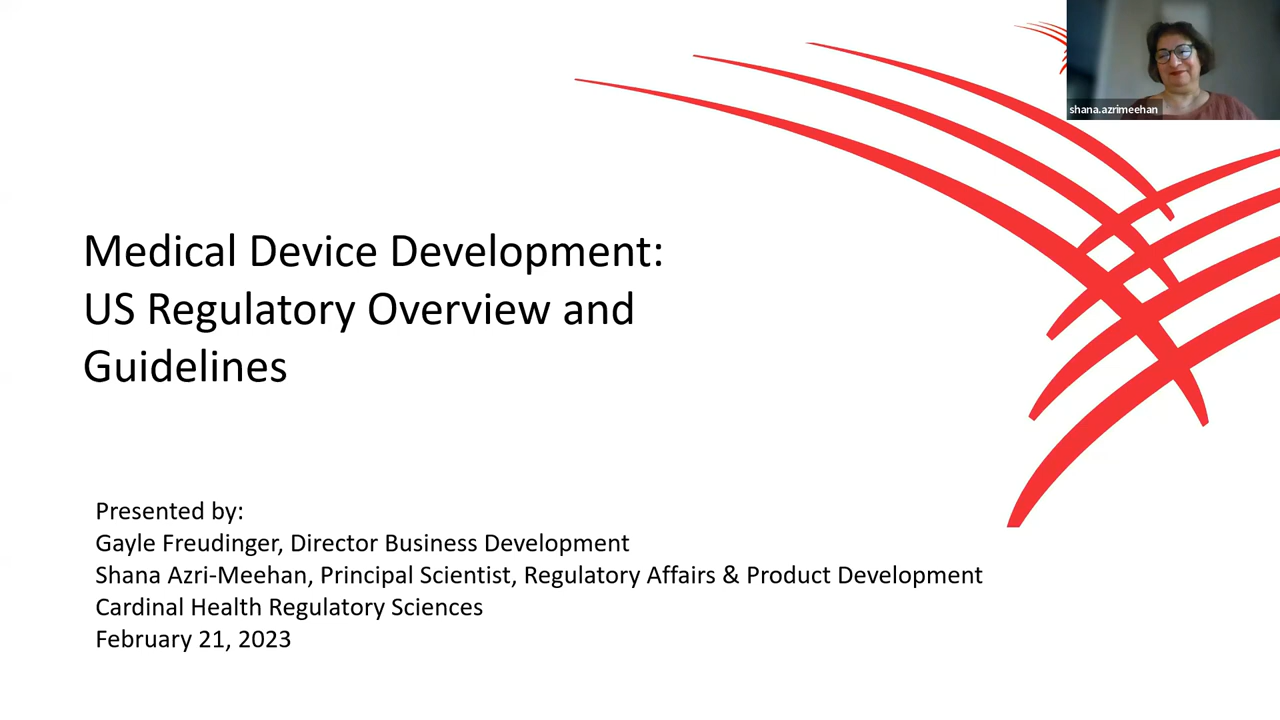 shana.azrimeehan
Medical Device Development:
US Regulatory Overview and
Guidelines
Presented by:
Gayle Freudinger, Director Business Development
Shana Azri-Meehan, Principal Scientist, Regulatory Affairs & Product Development
Cardinal Health Regulatory Sciences
February 21, 2023